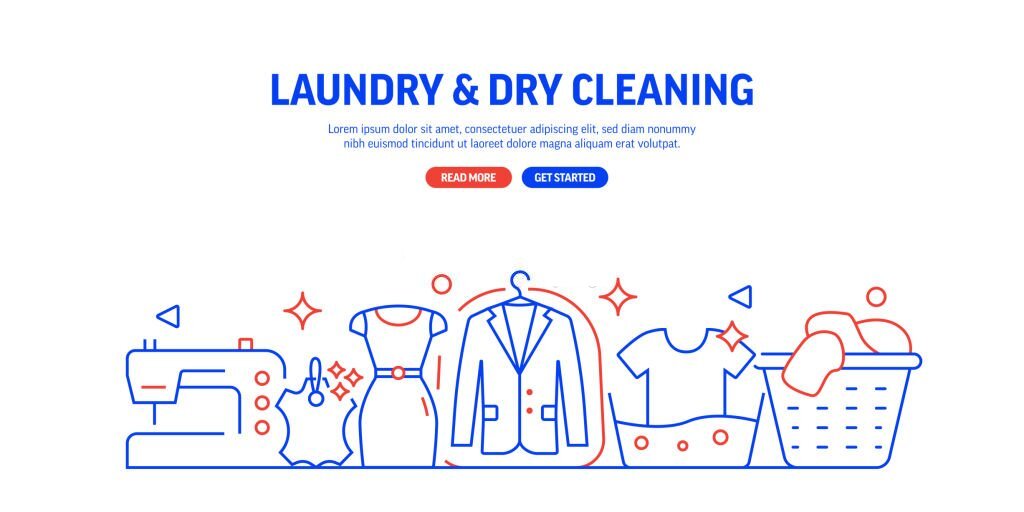 LAUNDRY & DRY CLEANING
Lorem ipsum dolor sit amet, consectetuer adipiscing elit, sed diam nonummy
nibh euismod tincidunt ut laoreet dolore magna aliquam erat volutpat.
READ MORE GET STARTED